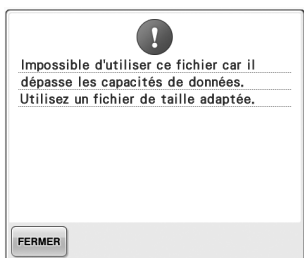 Impossible d'utiliser ce fichier car il
dépasse les capacités de données.
Utilisez un fichier de taille adaptée.
FERMER